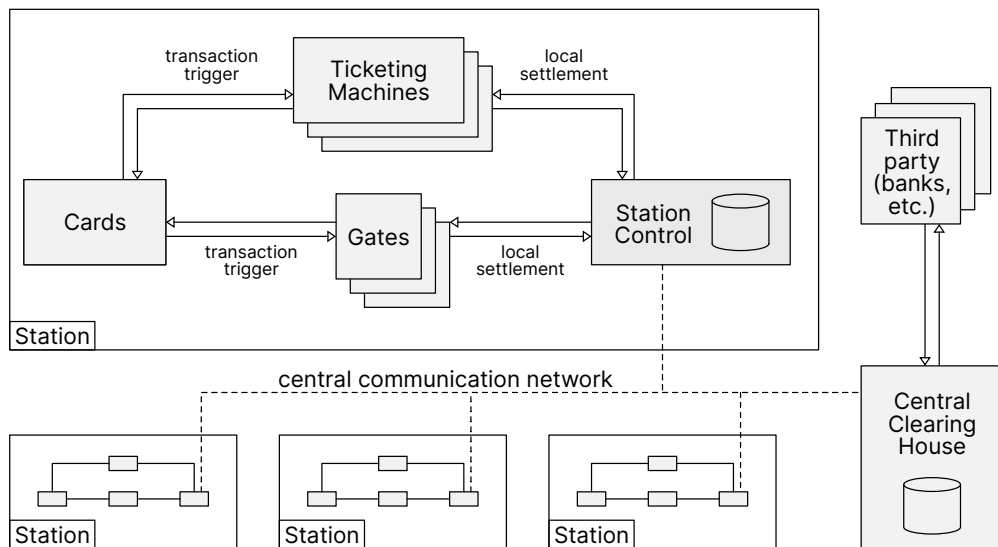 transaction
trigger
Ticketing
Machines
local
settlement
Third
party
(banks,
etc.)
Cards
Gates
Station
Control
transaction
trigger
local
settlement
Station
central communication network
Central
Clearing
House
Station
Station
Station